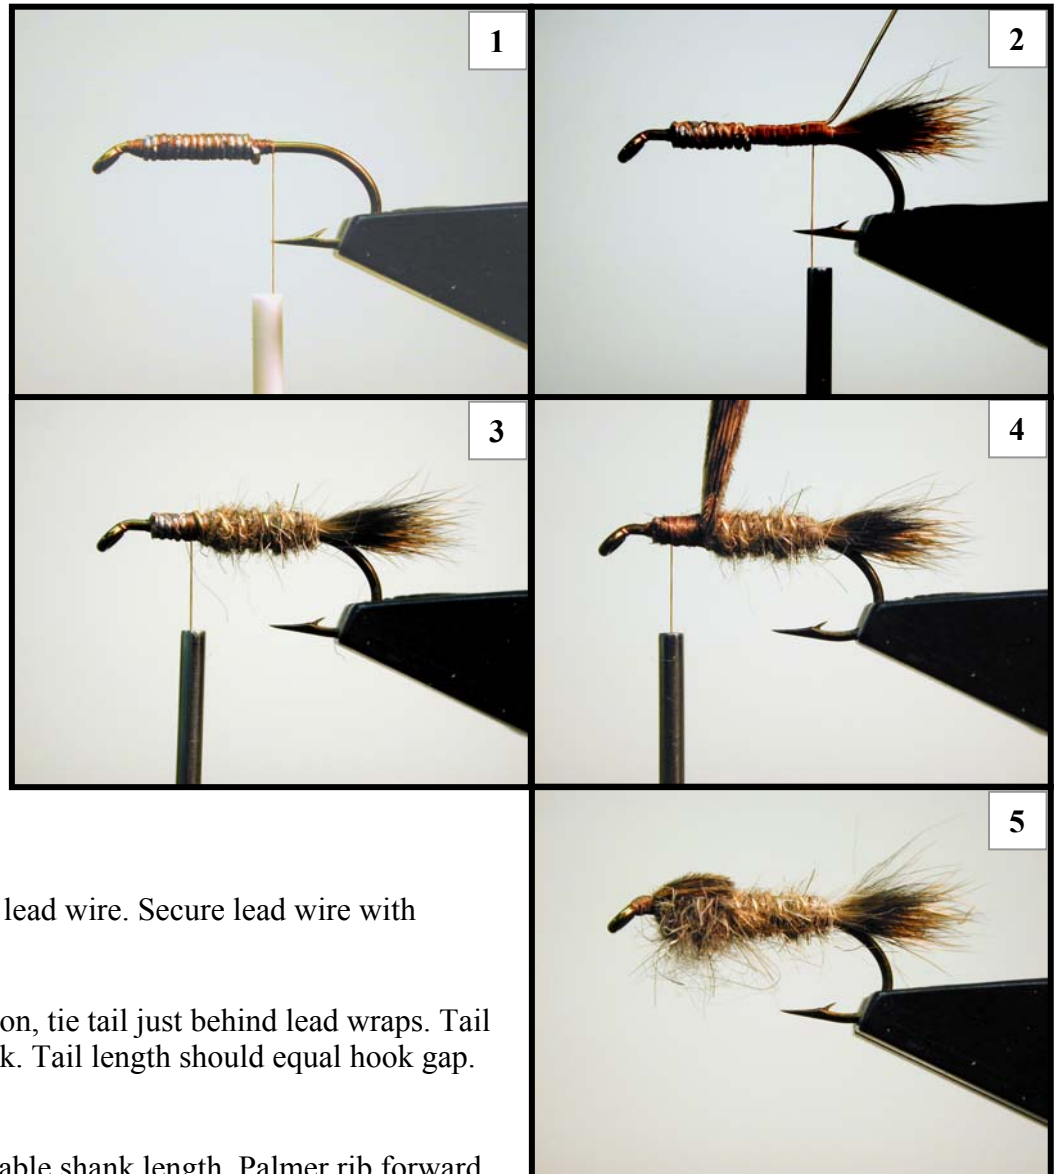 1
2
3
4
5
lead wire. Secure lead wire with
on, tie tail just behind lead wraps. Tail
k. Tail length should equal hook gap.
able shank length. Palmer rib forward